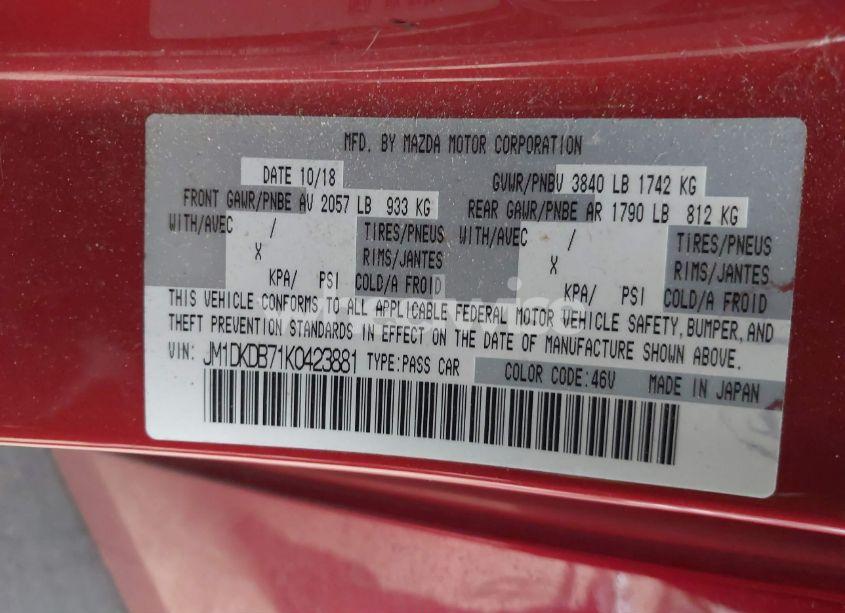 MFD. BY MAZDA MOTOR CORPORATION
DATE 10/18 GVWR/PNBV 3840 LB 1742 KG
FRONT GAWR/PNBE AV 2057 LB 933 KG REAR GAWR/PNBE AR 1790 LB 812 KG
WITH/AVEC / TIRES/PNEUS WITH/AVEC / TIRES/PNEUS
X RIMS/JANTES X RIMS/JANTES
KPA/ PSI COLD/A FROID KPA/ PSI COLD/A FROID
THIS VEHICLE CONFORMS TO ALL APPLICABLE FEDERAL MOTOR VEHICLE SAFETY, BUMPER, AND
THEFT PREVENTION STANDARDS IN EFFECT ON THE DATE OF MANUFACTURE SHOWN ABOVE.
VIN: JM1DKDB71K0423881 TYPE:PASS CAR COLOR CODE:46V MADE IN JAPAN